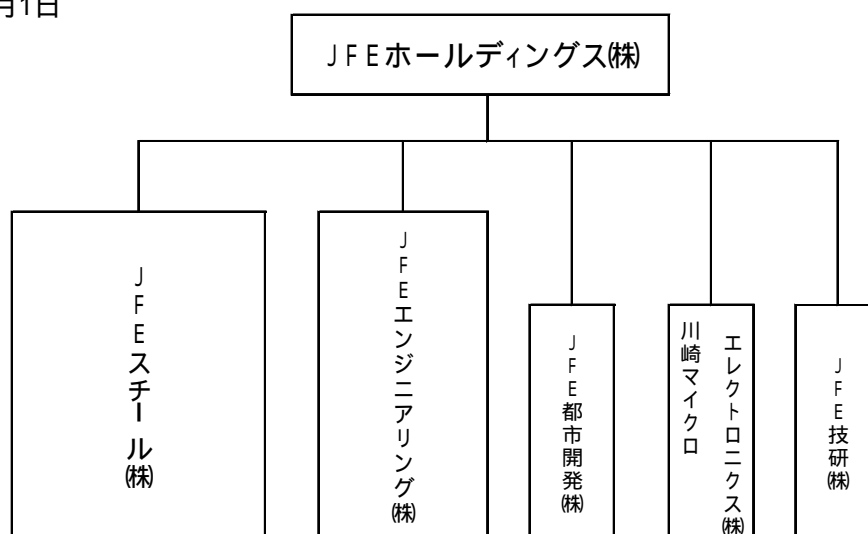 月1日
ＪＦＥホールディングス㈱
ＪＦＥスチール㈱
ＪＦＥエンジニアリング㈱
ＪＦＥ都市開発㈱
川崎マイクロ
エレクトロニクス㈱
ＪＦＥ技研㈱